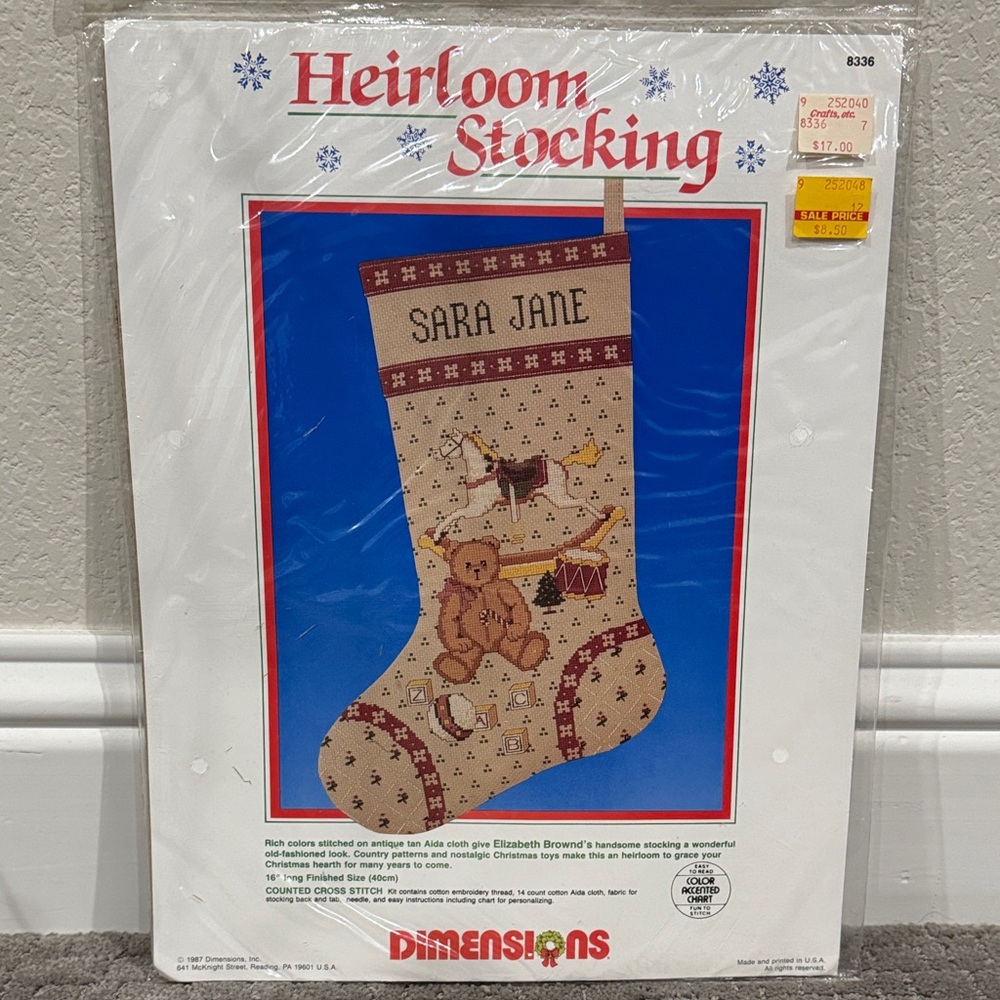 8336
Heirloom
Stocking
9 252040
Crafts, etc.
8336 7
$17.00
9 252048
12
SALE PRICE
$8.50
SARA JANE
Z
C
A
B
Rich colors stitched on antique tan Aida cloth give Elizabeth Brownd's handsome stocking a wonderful
old-fashioned look. Country patterns and nostalgic Christmas toys make this an heirloom to grace your
Christmas hearth for many years to come.
16" long Finished Size (40cm)
COUNTED CROSS STITCH Kit contains cotton embroidery thread, 14 count cotton Aida cloth, fabric for
stocking back and tab, needle, and easy instructions including chart for personalizing.
EASY
TO READ
COLOR
ACCENTED
CHART
FUN TO
STITCH
DIMENSIONS
© 1987 Dimensions, Inc.
641 McKnight Street, Reading, PA 19601 U.S.A.
Made and printed in U.S.A.
All rights reserved.